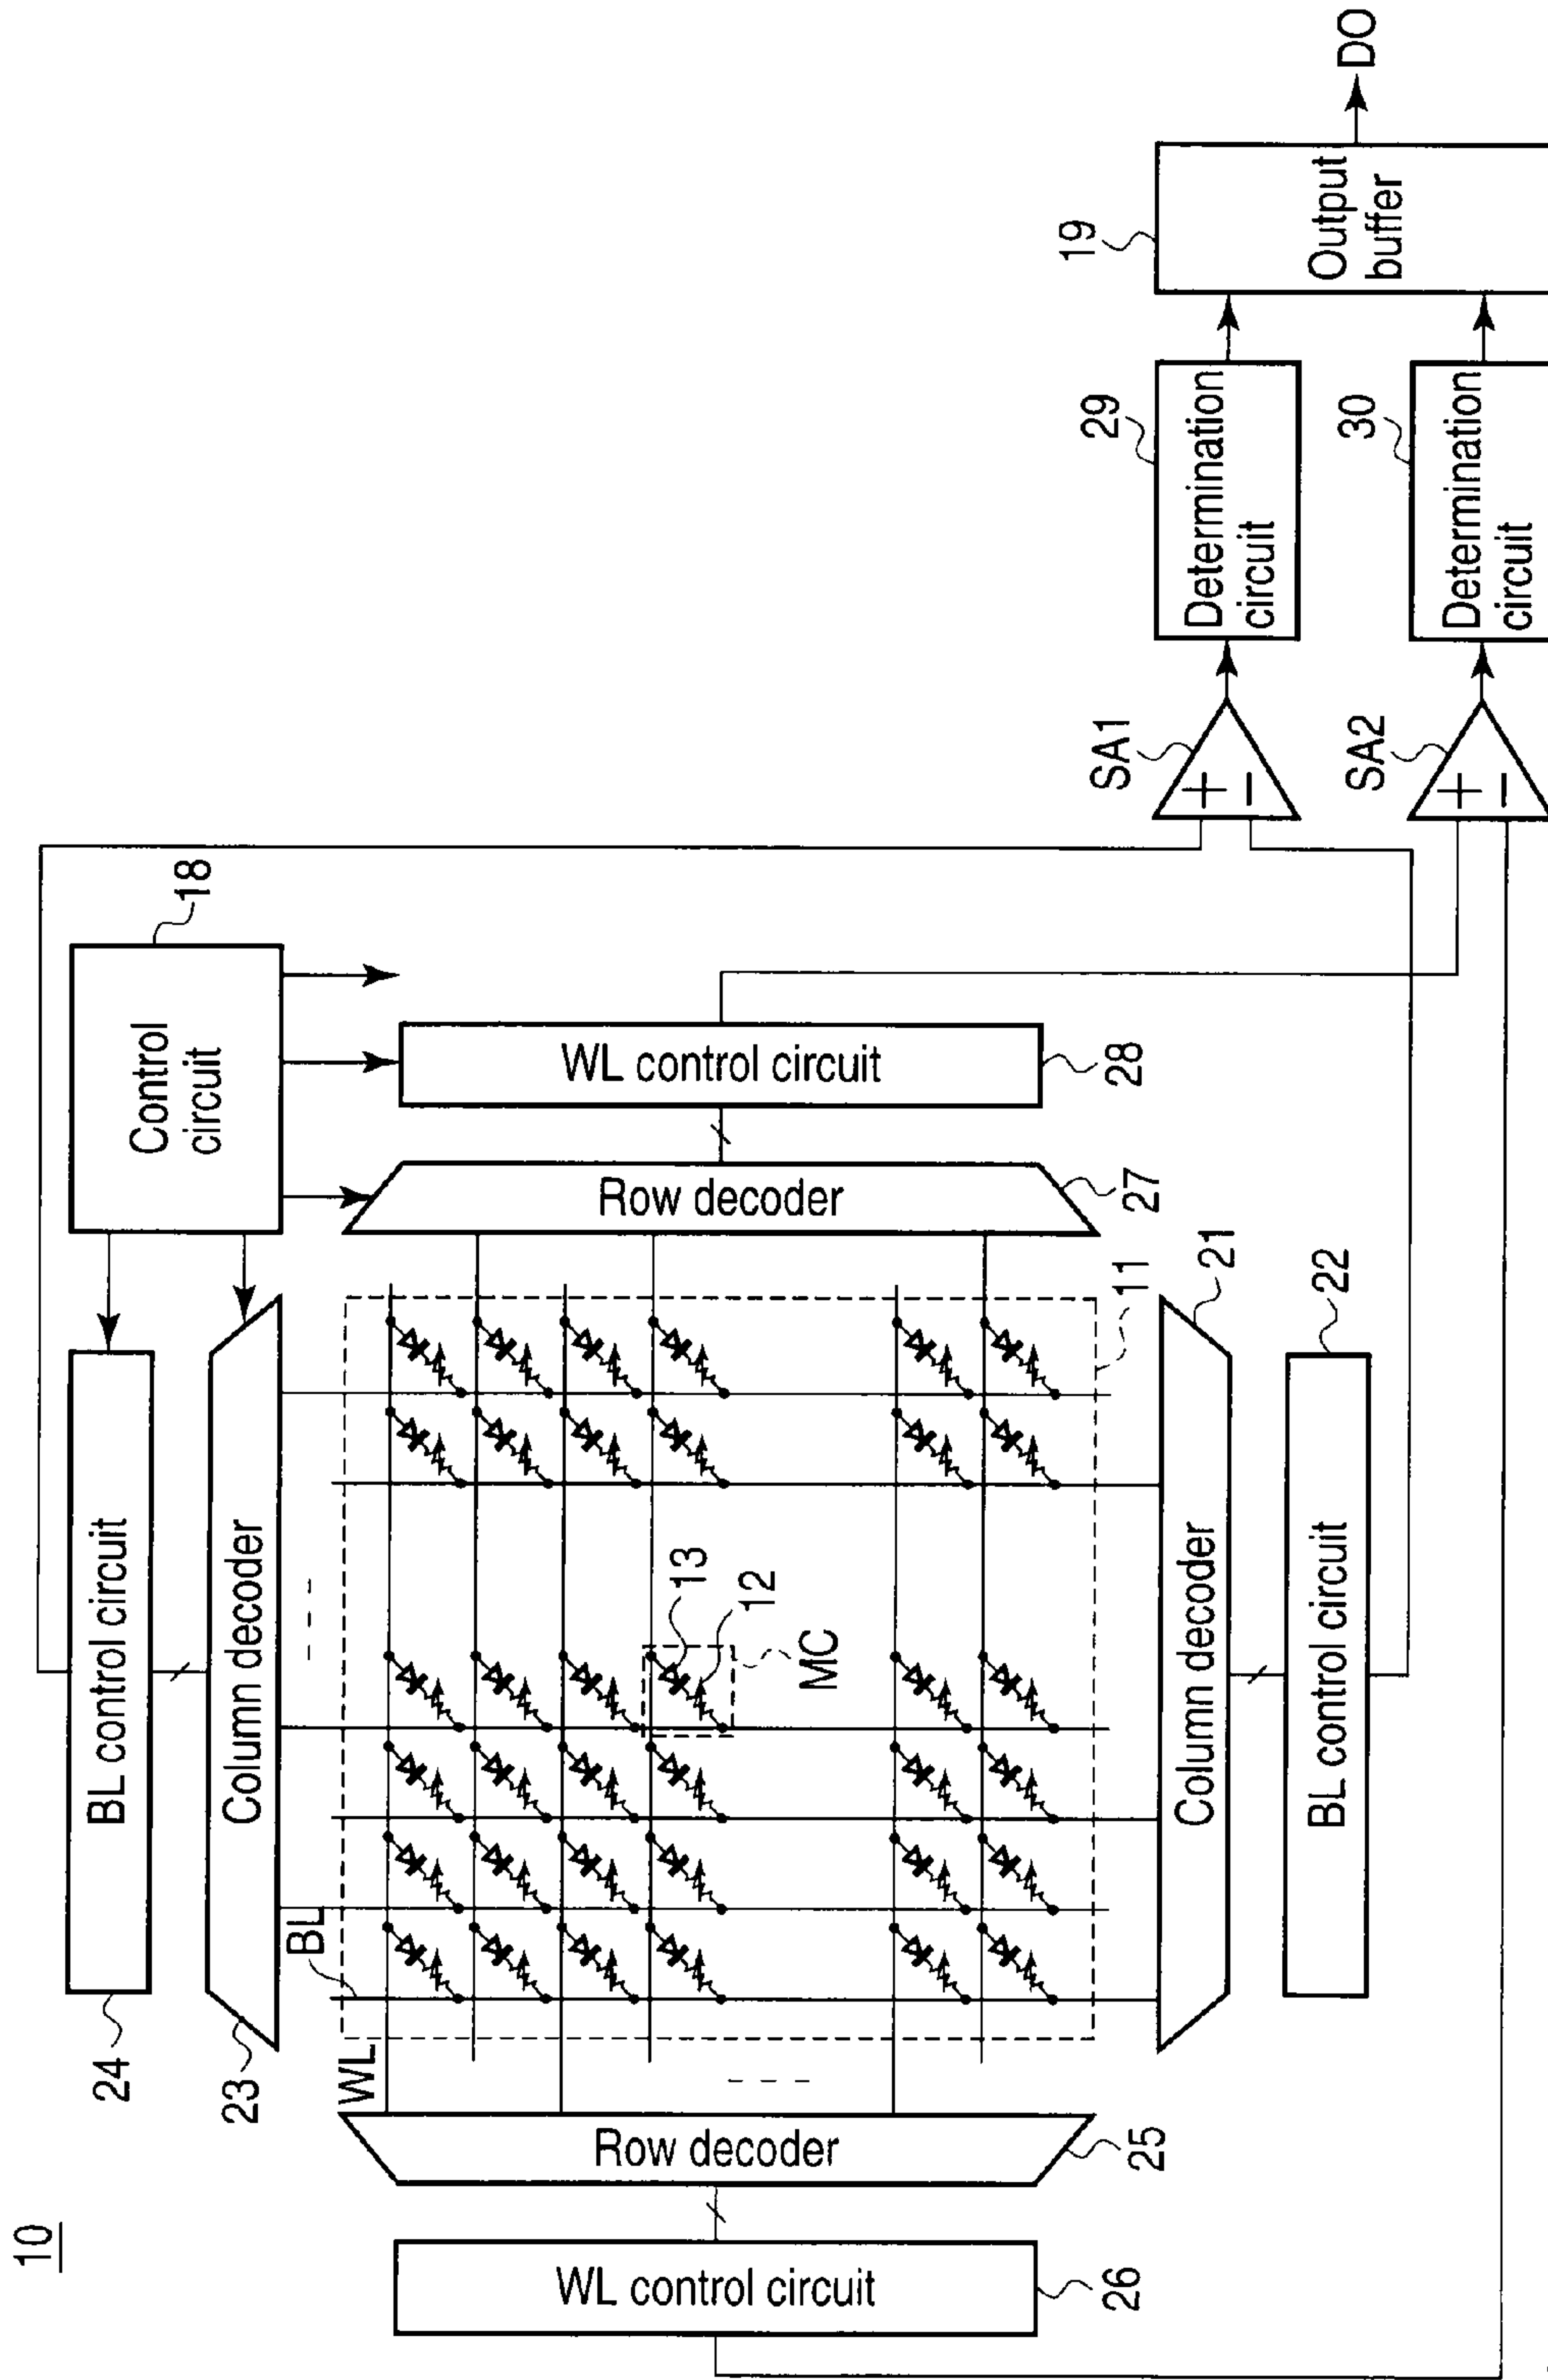 10
24
BL control circuit
23
Column decoder
Control
circuit
18
WL
BL
WL control circuit
26
Row decoder
25
13
12
MC
11
Row decoder
27
WL control circuit
28
Column decoder
21
BL control circuit
22
SA1
SA2
Determination
circuit
29
Determination
circuit
30
Output
buffer
19
DO